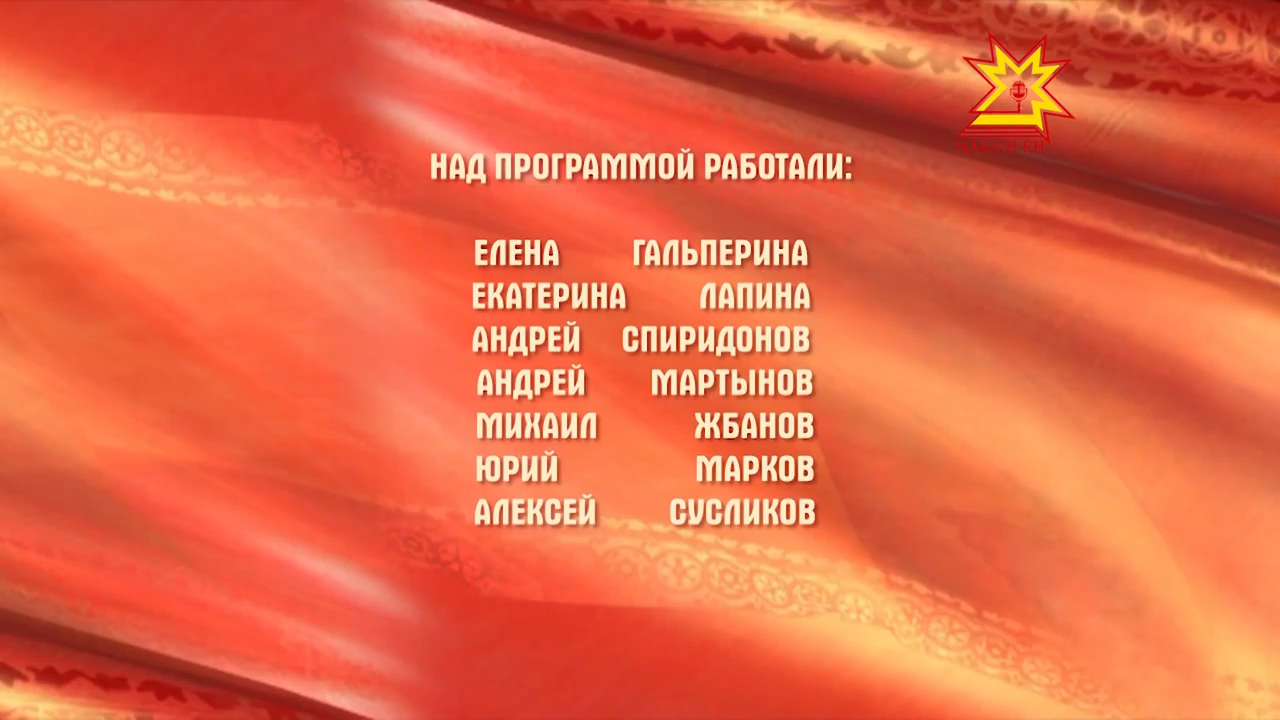 НАД ПРОГРАММОЙ РАБОТАЛИ:
ЕЛЕНА ГАЛЬПЕРИНА
ЕКАТЕРИНА ЛАПИНА
АНДРЕЙ СПИРИДОНОВ
АНДРЕЙ МАРТЫНОВ
МИХАИЛ ЖБАНОВ
ЮРИЙ МАРКОВ
АЛЕКСЕЙ СУСЛИКОВ